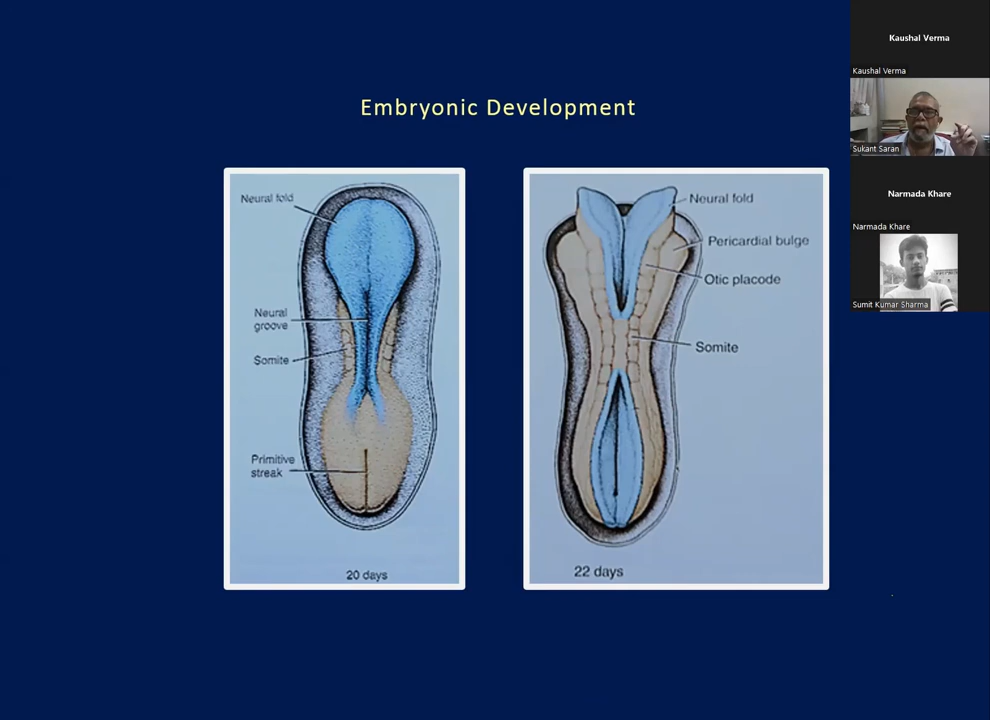 Embryonic Development
Neural fold
Neural
groove
Somite
Primitive
streak
20 days
Neural fold
Pericardial bulge
Otic placode
Somite
22 days
Kaushal Verma
Kaushal Verma
Sukant Saran
Narmada Khare
Narmada Khare
Sumit Kumar Sharma